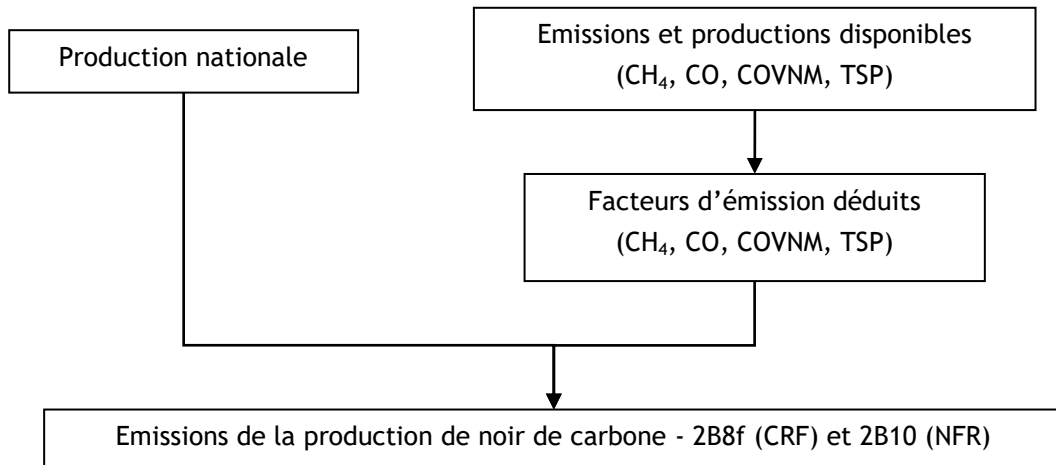 Production nationale
Emissions et productions disponibles
(CH₄, CO, COVNM, TSP)
Facteurs d’émission déduits
(CH₄, CO, COVNM, TSP)
Emissions de la production de noir de carbone - 2B8f (CRF) et 2B10 (NFR)